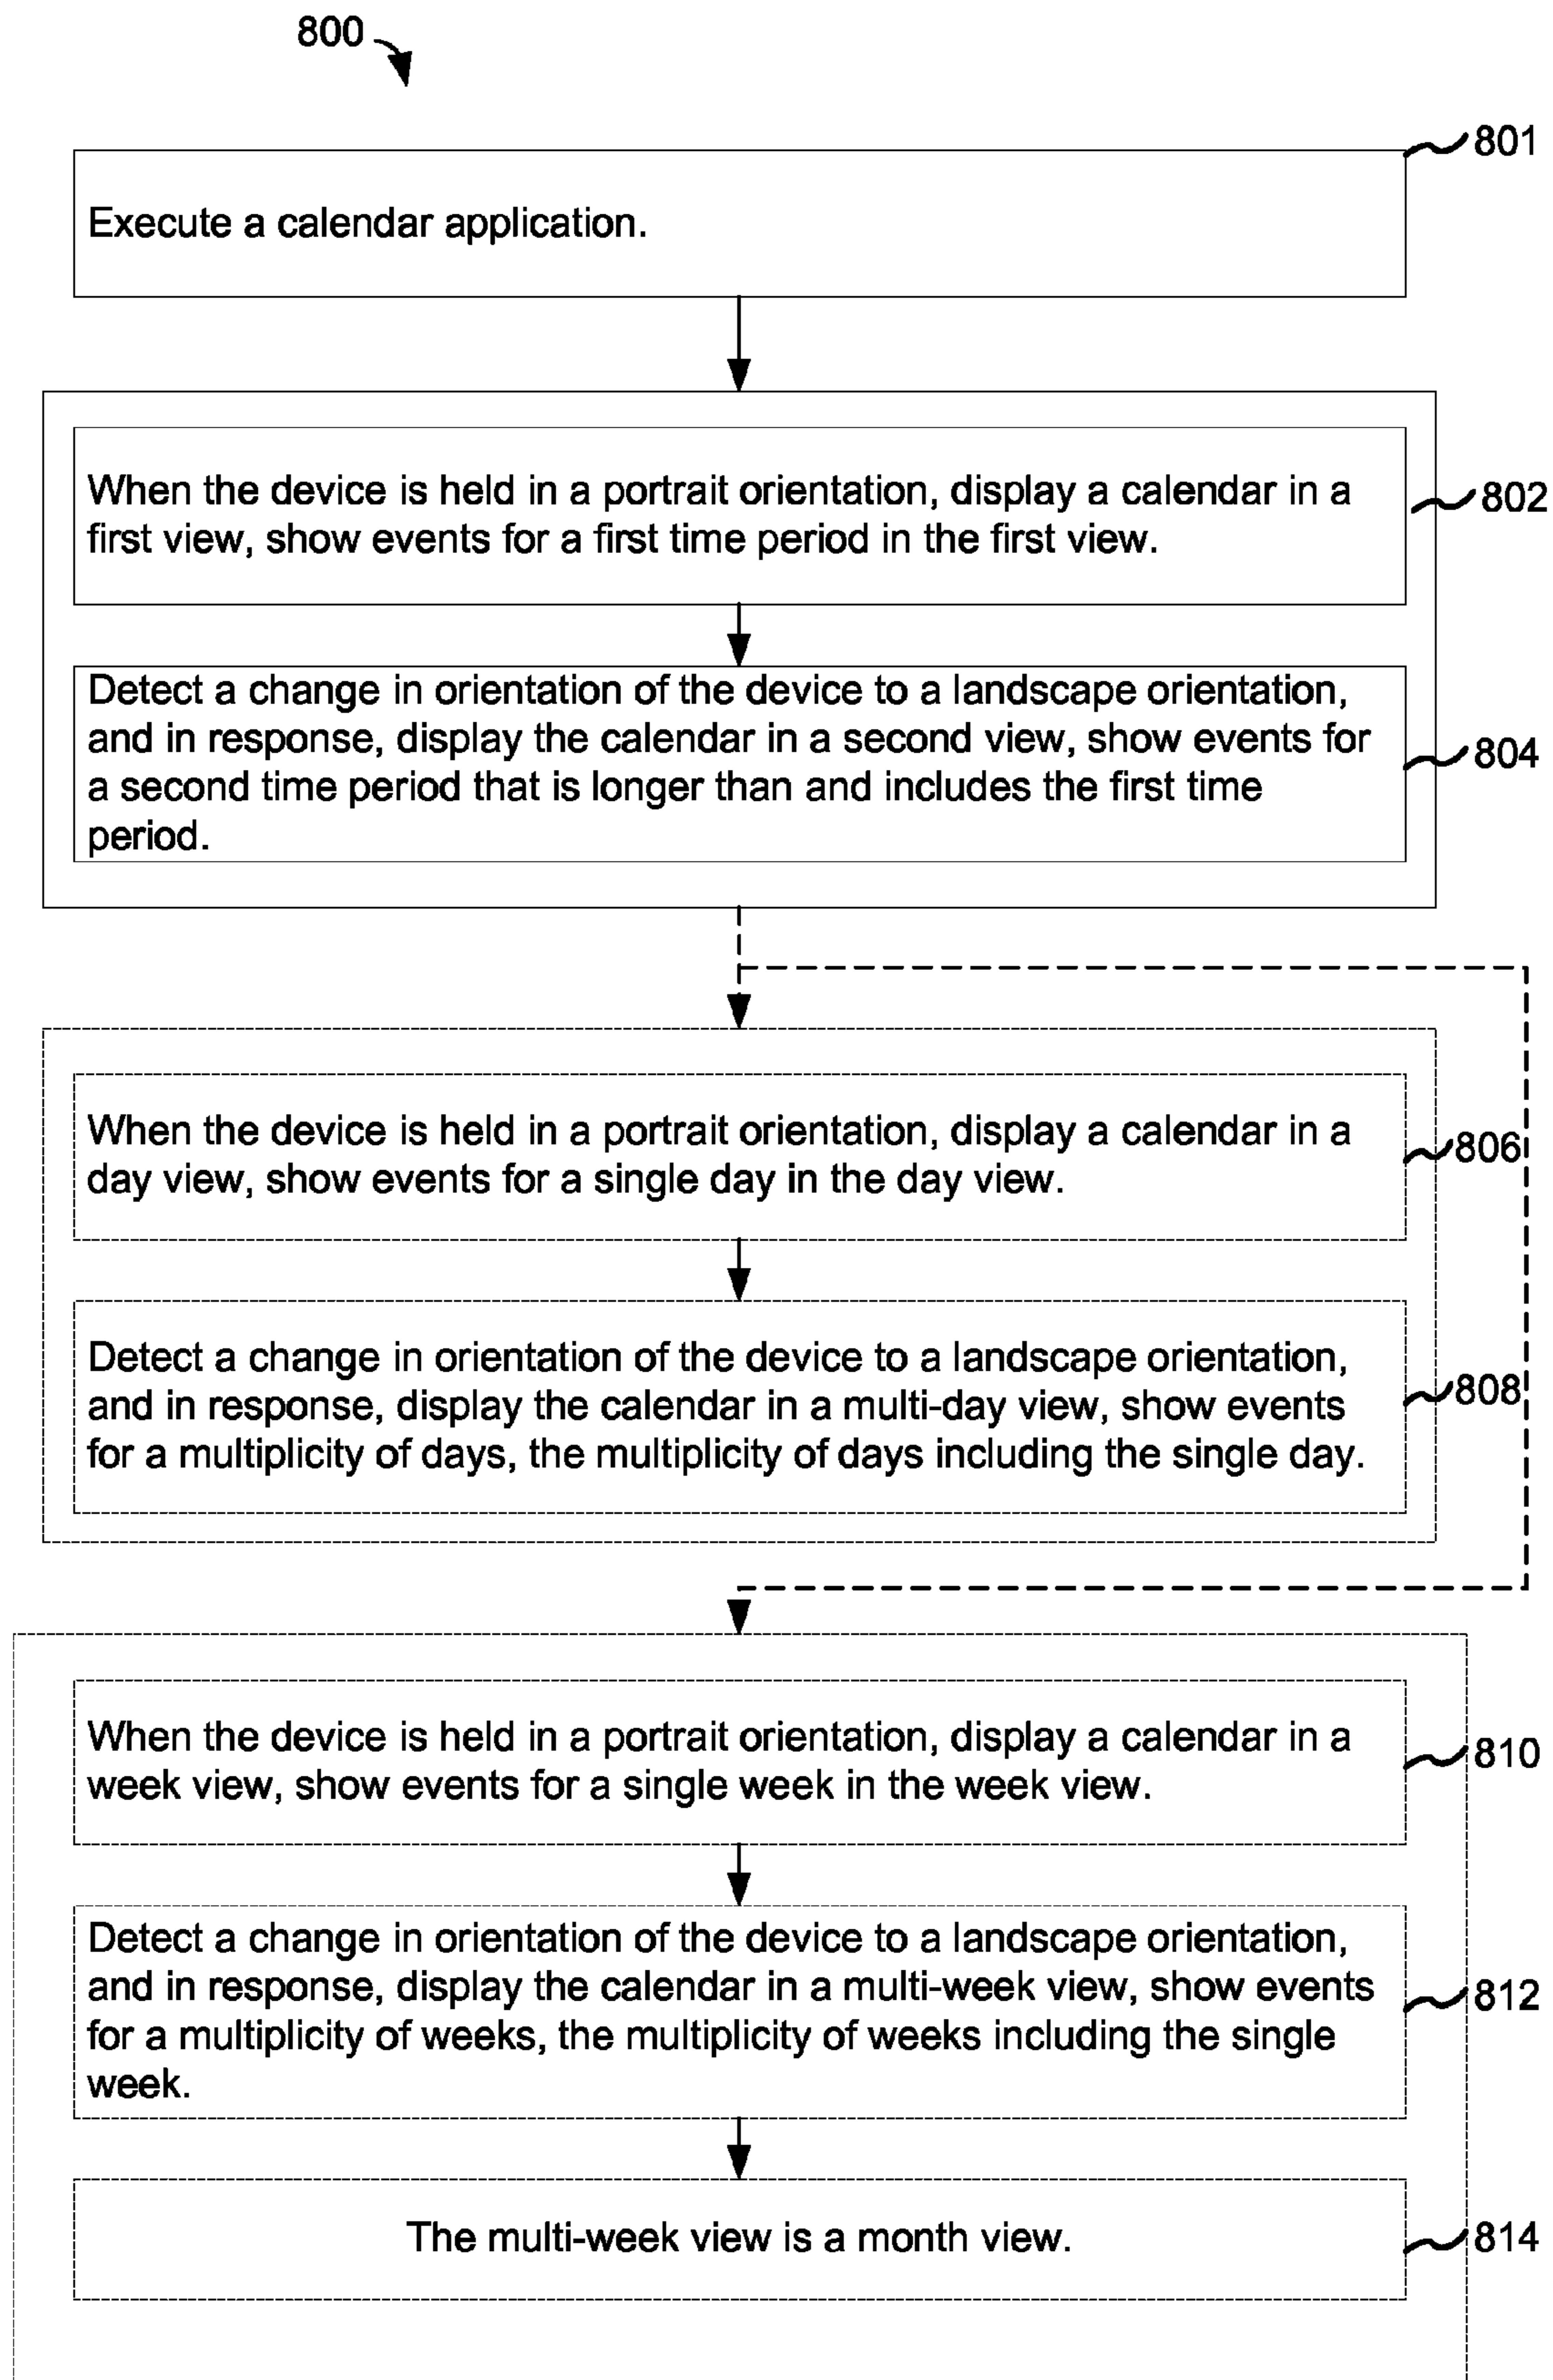 800
801
Execute a calendar application.
When the device is held in a portrait orientation, display a calendar in a
first view, show events for a first time period in the first view.
802
Detect a change in orientation of the device to a landscape orientation,
and in response, display the calendar in a second view, show events for
a second time period that is longer than and includes the first time
period.
804
When the device is held in a portrait orientation, display a calendar in a
day view, show events for a single day in the day view.
806
Detect a change in orientation of the device to a landscape orientation,
and in response, display the calendar in a multi-day view, show events
for a multiplicity of days, the multiplicity of days including the single day.
808
When the device is held in a portrait orientation, display a calendar in a
week view, show events for a single week in the week view.
810
Detect a change in orientation of the device to a landscape orientation,
and in response, display the calendar in a multi-week view, show events
for a multiplicity of weeks, the multiplicity of weeks including the single
week.
812
The multi-week view is a month view.
814